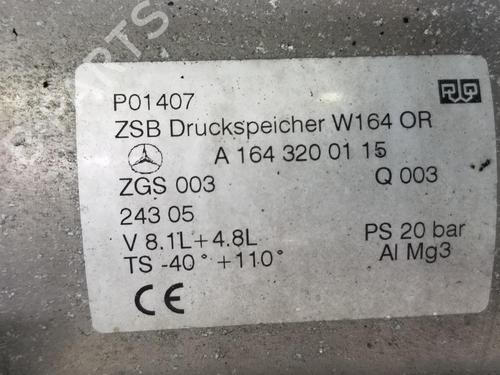 P01407
ZSB Druckspeicher W164 OR
A 164 320 01 15
ZGS 003 Q 003
243 05
V 8.1L+4.8L PS 20 bar
TS -40° +110° Al Mg3
CE